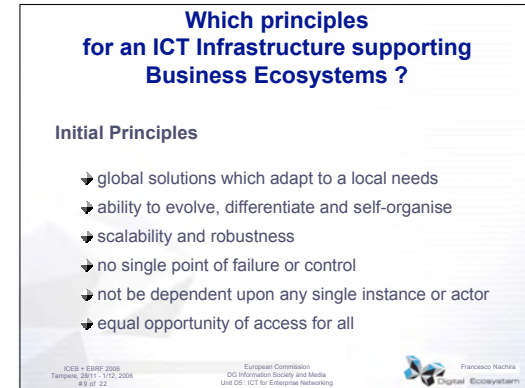 Which principles
for an ICT Infrastructure supporting
Business Ecosystems ?
Initial Principles
global solutions which adapt to a local needs
ability to evolve, differentiate and self-organise
scalability and robustness
no single point of failure or control
not be dependent upon any single instance or actor
equal opportunity of access for all
ICEB + EBRF 2006
Tampere, 28/11 - 1/12, 2006
# 9 of 22
European Commission
DG Information Society and Media
Unit D5 : ICT for Enterprise Networking
Francesco Nachira
Digital Ecosystem